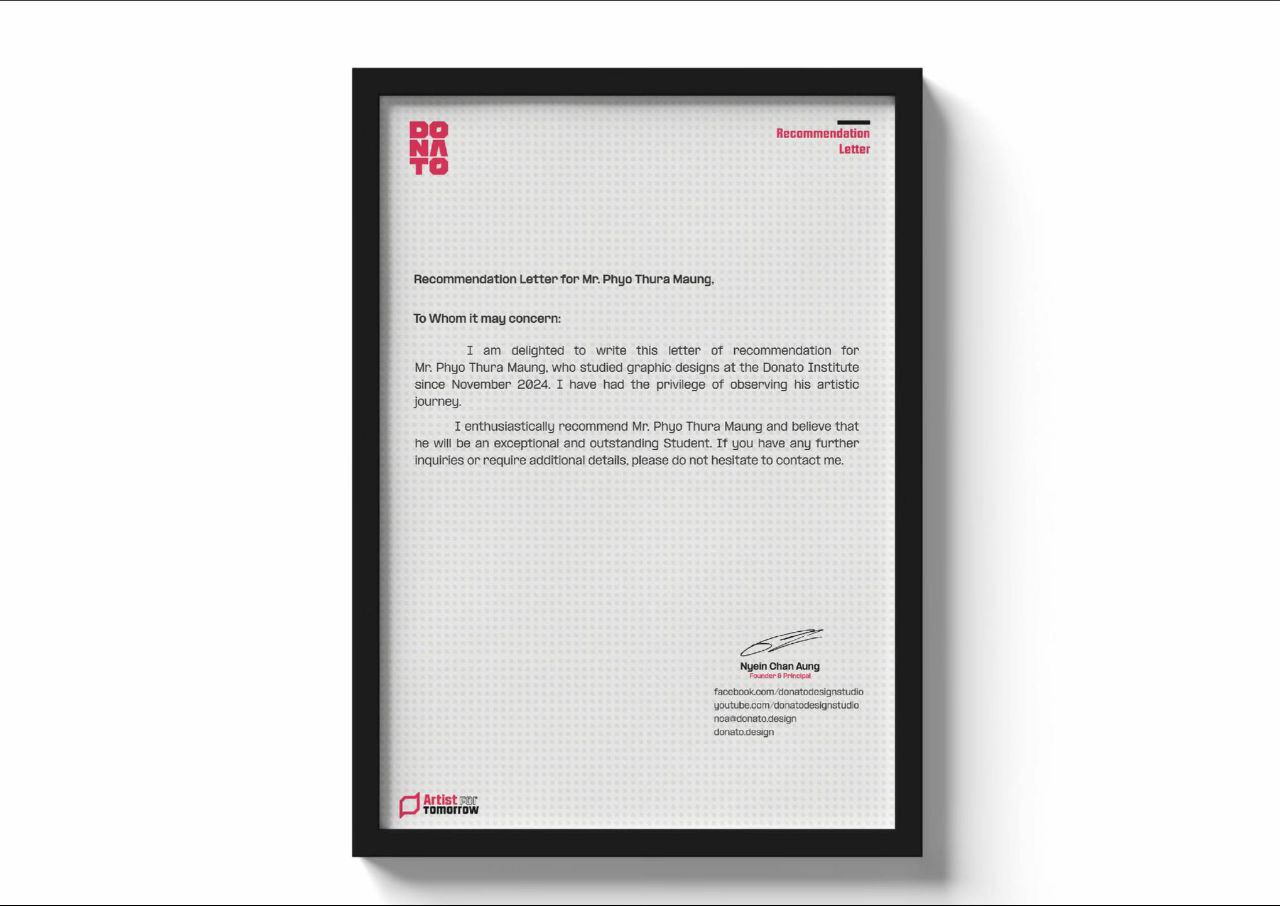 DO
NA
TO
Recommendation
Letter
Recommendation Letter for Mr. Phyo Thura Maung,
To Whom it may concern:
I am delighted to write this letter of recommendation for
Mr. Phyo Thura Maung, who studied graphic designs at the Donato Institute
since November 2024. I have had the privilege of observing his artistic
journey.
I enthusiastically recommend Mr. Phyo Thura Maung and believe that
he will be an exceptional and outstanding Student. If you have any further
inquiries or require additional details, please do not hesitate to contact me.
Nyein Chan Aung
Founder & Principal
facebook.com/donatodesignstudio
youtube.com/donatodesignstudio
nca@donato.design
donato.design
Artist FOR
TOMORROW